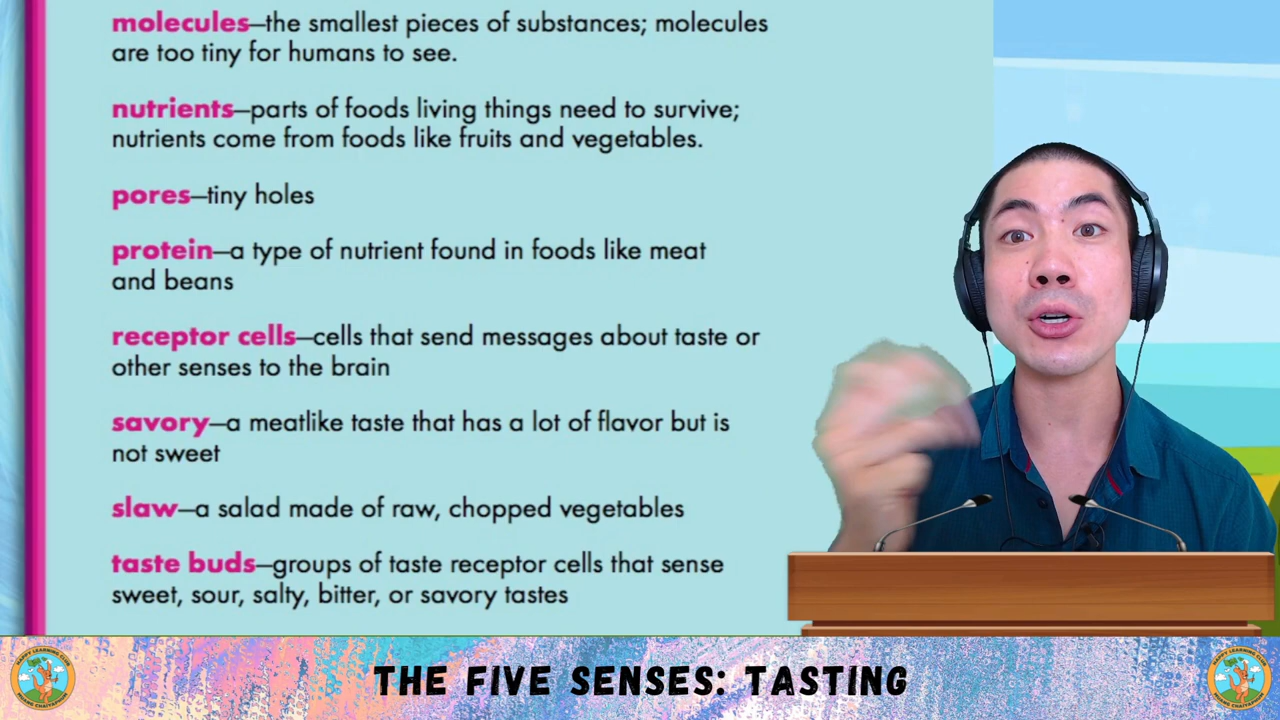 molecules—the smallest pieces of substances; molecules
are too tiny for humans to see.
nutrients—parts of foods living things need to survive;
nutrients come from foods like fruits and vegetables.
pores—tiny holes
protein—a type of nutrient found in foods like meat
and beans
receptor cells—cells that send messages about taste or
other senses to the brain
savory—a meatlike taste that has a lot of flavor but is
not sweet
slaw—a salad made of raw, chopped vegetables
taste buds—groups of taste receptor cells that sense
sweet, sour, salty, bitter, or savory tastes
THE FIVE SENSES: TASTING